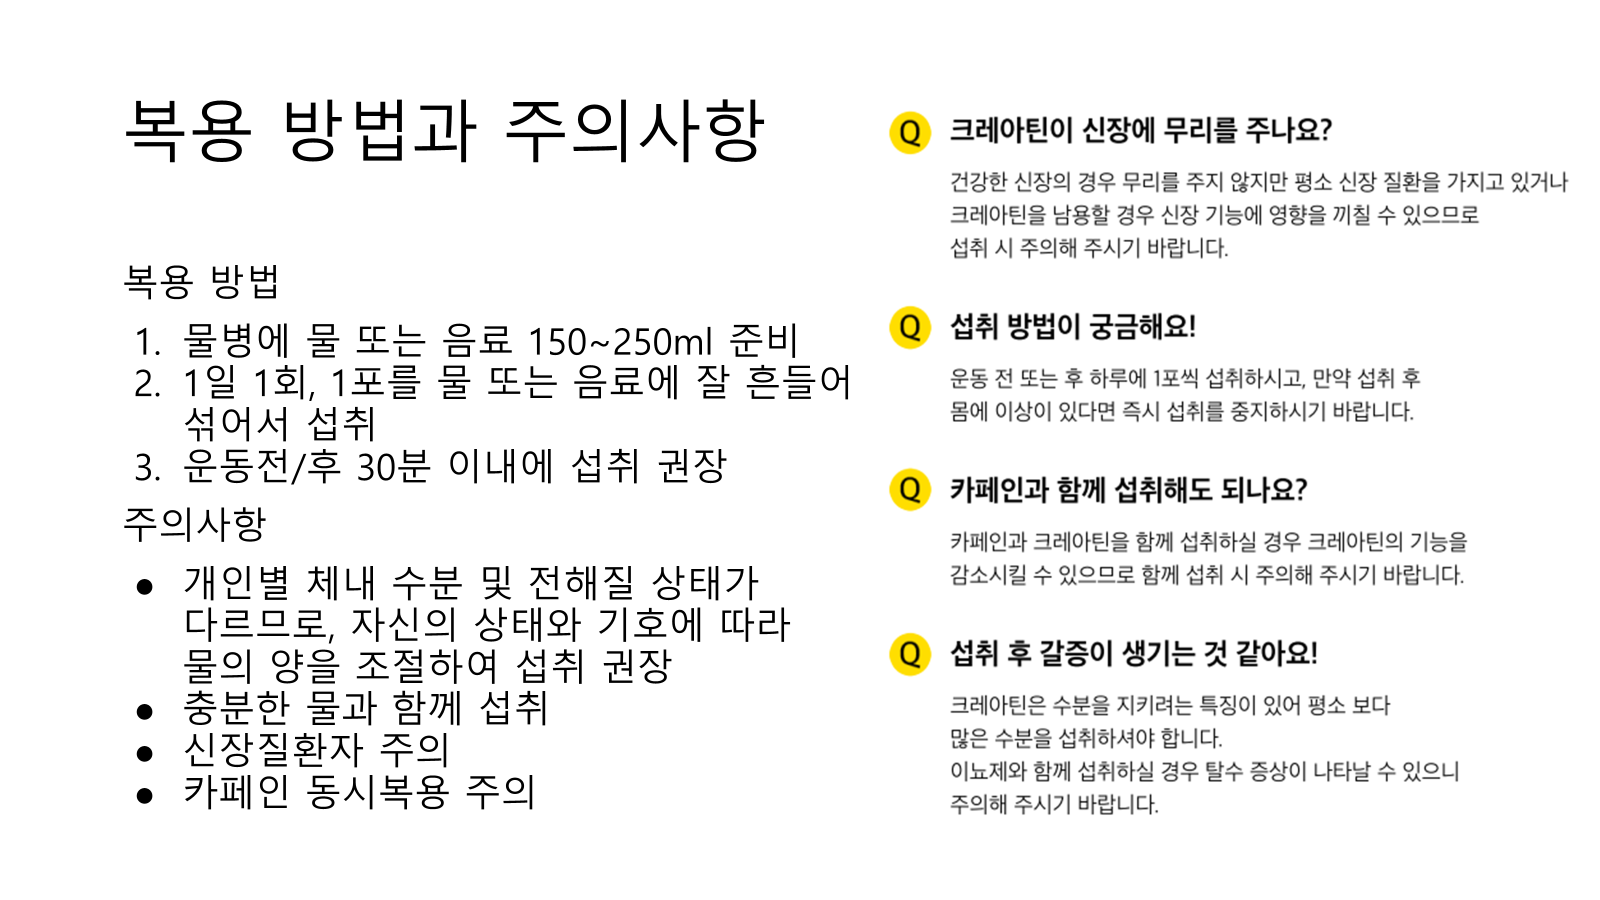 복용 방법과 주의사항
복용 방법
1. 물병에 물 또는 음료 150~250ml 준비
2. 1일 1회, 1포를 물 또는 음료에 잘 흔들어
섞어서 섭취
3. 운동전/후 30분 이내에 섭취 권장
주의사항
● 개인별 체내 수분 및 전해질 상태가
다르므로, 자신의 상태와 기호에 따라
물의 양을 조절하여 섭취 권장
● 충분한 물과 함께 섭취
● 신장질환자 주의
● 카페인 동시복용 주의
Q 크레아틴이 신장에 무리를 주나요?
건강한 신장의 경우 무리를 주지 않지만 평소 신장 질환을 가지고 있거나
크레아틴을 남용할 경우 신장 기능에 영향을 끼칠 수 있으므로
섭취 시 주의해 주시기 바랍니다.
Q 섭취 방법이 궁금해요!
운동 전 또는 후 하루에 1포씩 섭취하시고, 만약 섭취 후
몸에 이상이 있다면 즉시 섭취를 중지하시기 바랍니다.
Q 카페인과 함께 섭취해도 되나요?
카페인과 크레아틴을 함께 섭취하실 경우 크레아틴의 기능을
감소시킬 수 있으므로 함께 섭취 시 주의해 주시기 바랍니다.
Q 섭취 후 갈증이 생기는 것 같아요!
크레아틴은 수분을 지키려는 특징이 있어 평소 보다
많은 수분을 섭취하셔야 합니다.
이뇨제와 함께 섭취하실 경우 탈수 증상이 나타날 수 있으니
주의해 주시기 바랍니다.